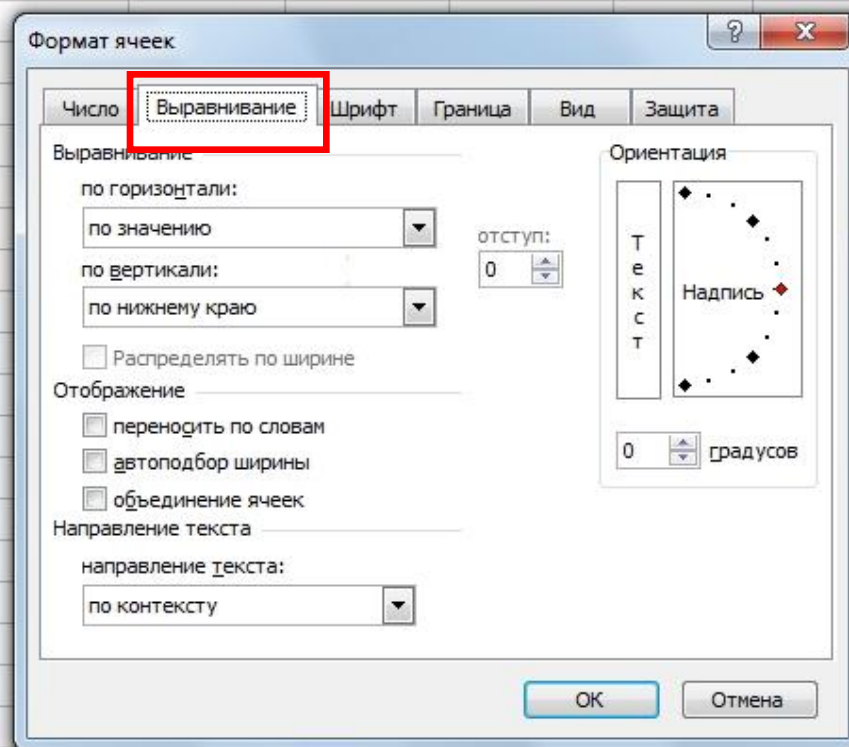 Формат ячеек
Число Выравнивание Шрифт Граница Вид Защита
Выравнивание
по горизонтали:
по значению
отступ:
0
по вертикали:
по нижнему краю
Распределять по ширине
Отображение
переносить по словам
автоподбор ширины
объединение ячеек
Направление текста
направление текста:
по контексту
Ориентация
Текст
Надпись
0 градусов
ОК Отмена